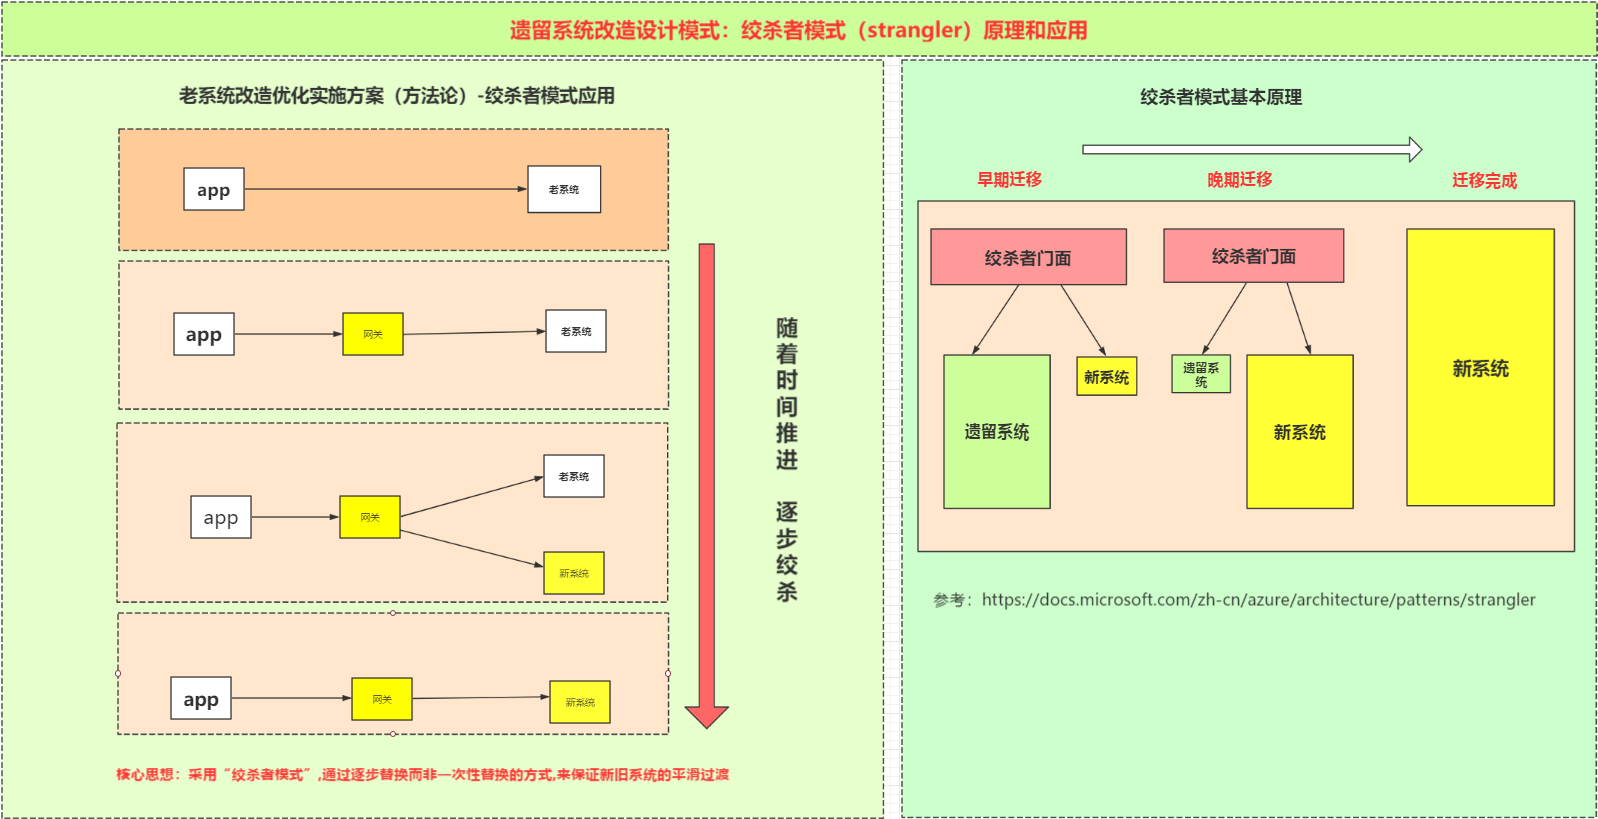 遗留系统改造设计模式：绞杀者模式（strangler）原理和应用
老系统改造优化实施方案（方法论）-绞杀者模式应用
app
老系统
app
网关
老系统
app
网关
老系统
新系统
app
网关
新系统
随着时间推进 逐步绞杀
核心思想：采用“绞杀者模式”,通过逐步替换而非一次性替换的方式,来保证新旧系统的平滑过渡
绞杀者模式基本原理
早期迁移
晚期迁移
迁移完成
绞杀者门面
绞杀者门面
遗留系统
新系统
遗留系
统
新系统
新系统
参考：https://docs.microsoft.com/zh-cn/azure/architecture/patterns/strangler